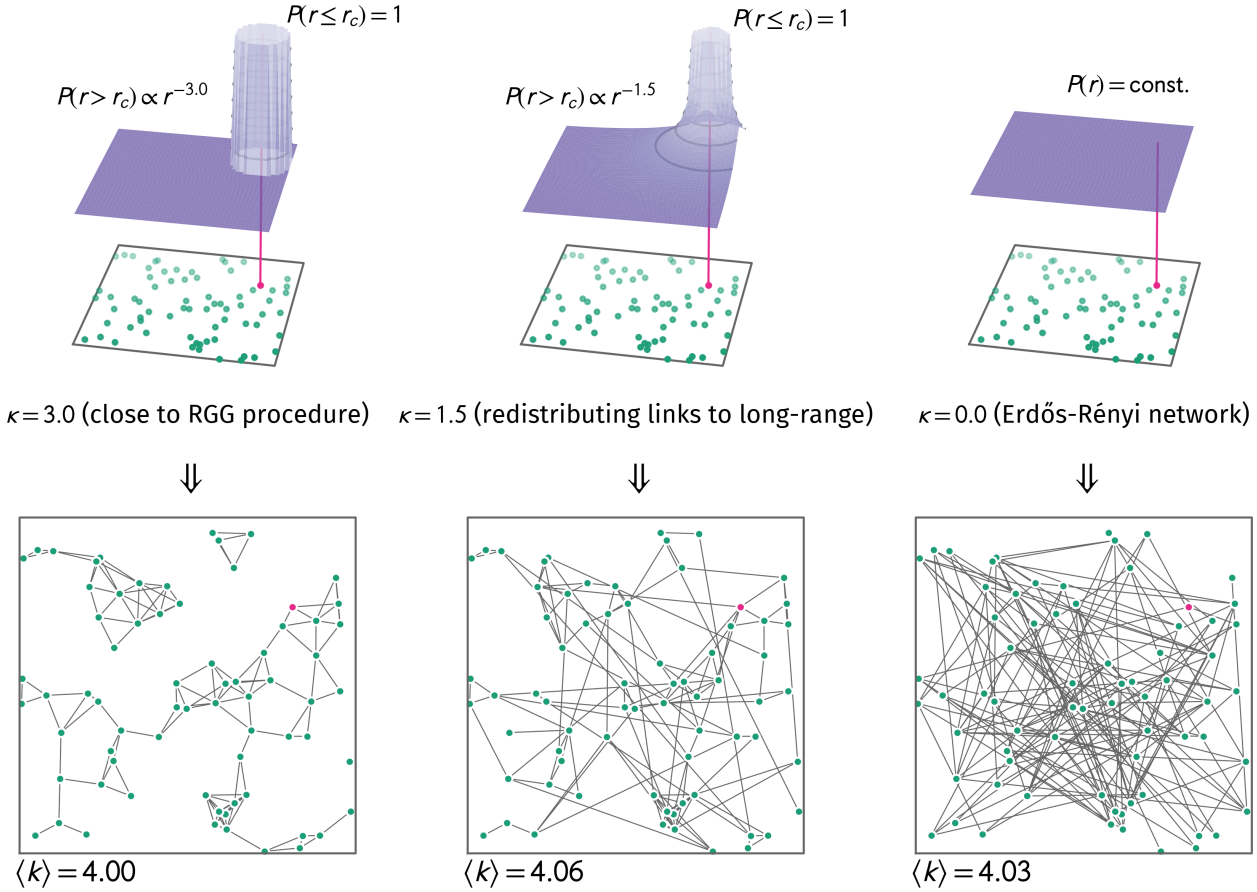 P(r ≤ r_c) = 1
P(r > r_c) ∝ r^−3.0
P(r ≤ r_c) = 1
P(r > r_c) ∝ r^−1.5
P(r) = const.
κ = 3.0 (close to RGG procedure)
κ = 1.5 (redistributing links to long-range)
κ = 0.0 (Erdős-Rényi network)
⇓
⇓
⇓
⟨k⟩ = 4.00
⟨k⟩ = 4.06
⟨k⟩ = 4.03